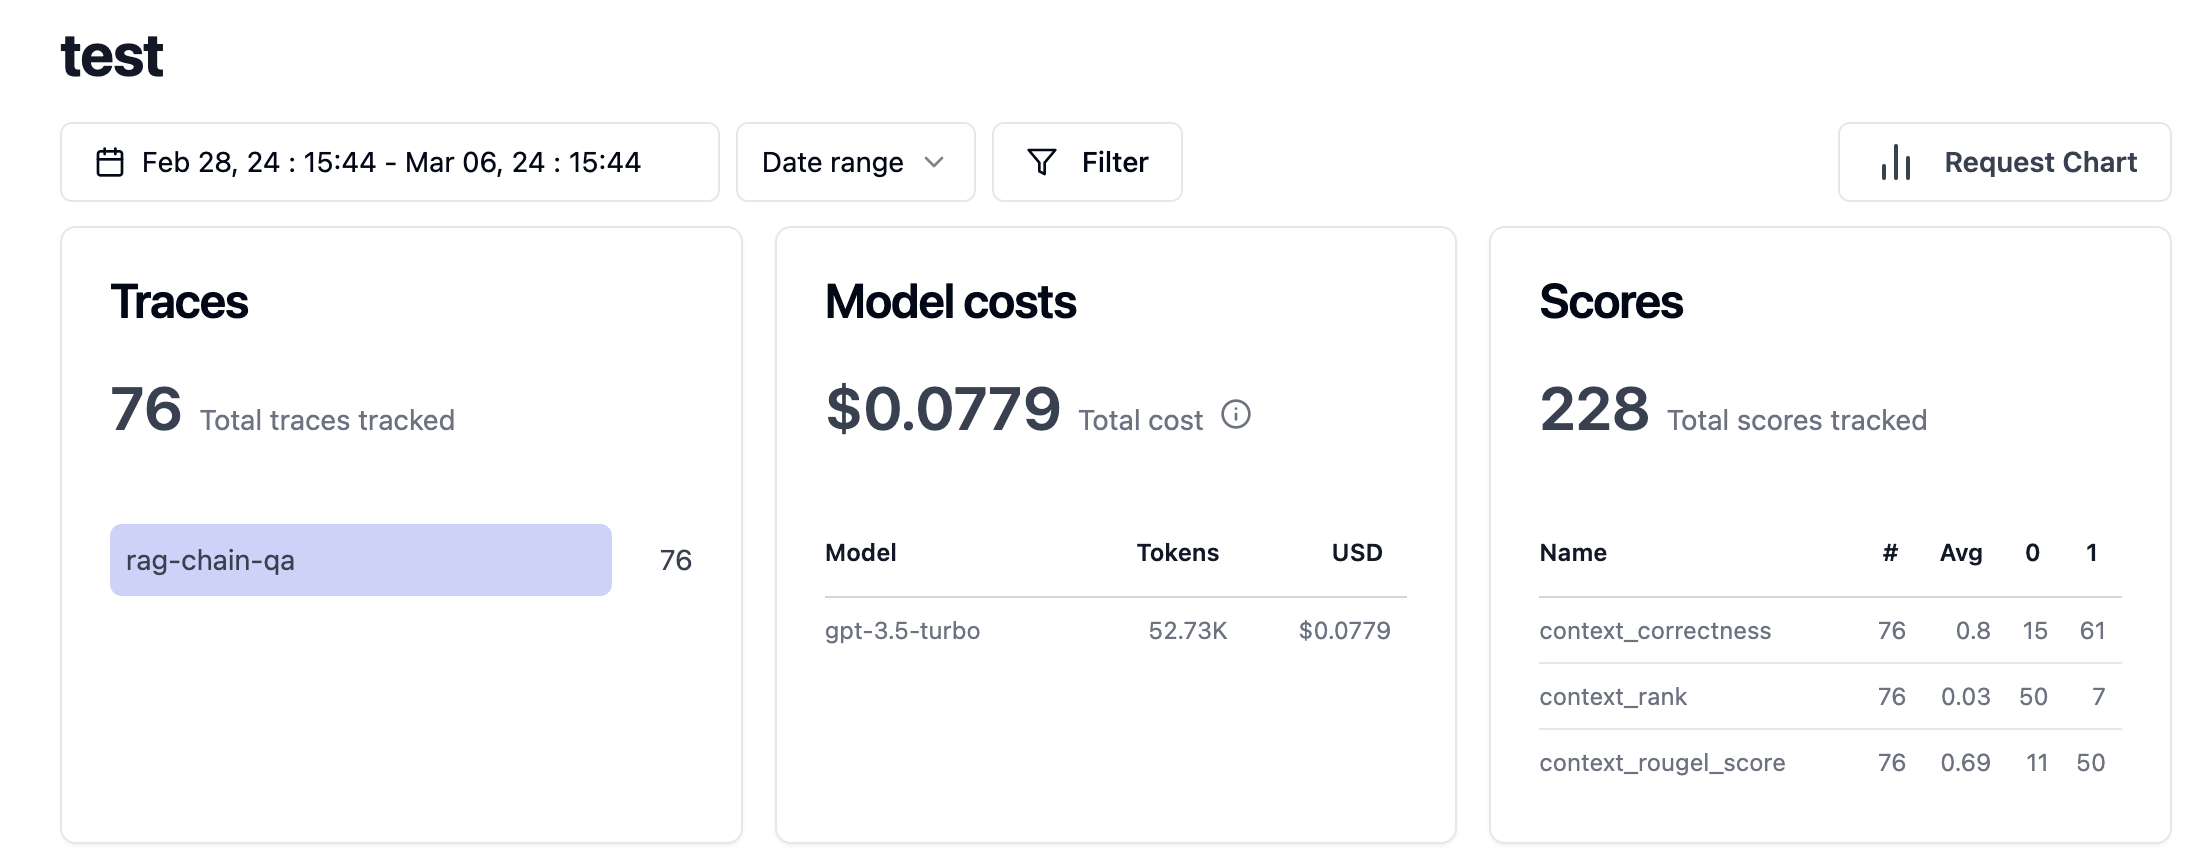 test
Feb 28, 24 : 15:44 - Mar 06, 24 : 15:44
Date range
Filter
Request Chart
Traces
76 Total traces tracked
rag-chain-qa 76
Model costs
$0.0779 Total cost
Model Tokens USD
gpt-3.5-turbo 52.73K $0.0779
Scores
228 Total scores tracked
Name # Avg 0 1
context_correctness 76 0.8 15 61
context_rank 76 0.03 50 7
context_rougel_score 76 0.69 11 50